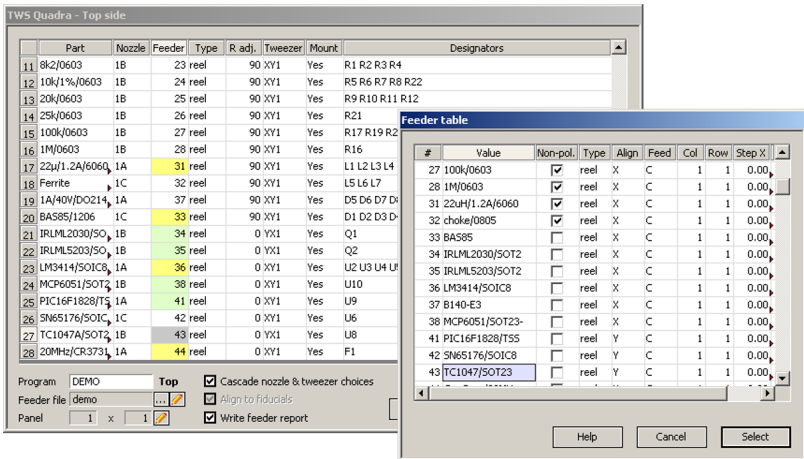 TWS Quadra - Top side
Part Nozzle Feeder Type R adj. Tweezer Mount Designators
11 8k2/0603 1B 23 reel 90 XY1 Yes R1 R2 R3 R4
12 10k/1%/0603 1B 24 reel 90 XY1 Yes R5 R6 R7 R8 R22
13 20k/0603 1B 25 reel 90 XY1 Yes R9 R10 R11 R12
14 25k/0603 1B 26 reel 90 XY1 Yes R21
15 100k/0603 1B 27 reel 90 XY1 Yes R17 R19 R2
16 1M/0603 1B 28 reel 90 XY1 Yes R16
17 22µ/1.2A/6060 1A 31 reel 90 XY1 Yes L1 L2 L3 L4
18 Ferrite 1C 32 reel 90 XY1 Yes L5 L6 L7
19 1A/40V/DO214 1A 37 reel 90 XY1 Yes D5 D6 D7 D
20 BAS85/1206 1C 33 reel 90 XY1 Yes D1 D2 D3 D
21 IRLML2030/SO 1B 34 reel 0 YX1 Yes Q1
22 IRLML5203/SO 1B 35 reel 0 YX1 Yes Q2
23 LM3414/SOIC8 1A 36 reel 0 YX1 Yes U2 U3 U4 U
24 MCP6051/SOT2 1B 38 reel 0 YX1 Yes U10
25 PIC16F1828/TS 1A 41 reel 0 YX1 Yes U9
26 SN65176/SOIC 1C 42 reel 0 YX1 Yes U6
27 TC1047A/SOT2 1B 43 reel 0 YX1 Yes U8
28 20MHz/CR3731 1A 44 reel 0 YX1 Yes F1
Program DEMO Top Cascade nozzle & tweezer choices
Feeder file demo ... Align to fiducials
Panel 1 x 1 Write feeder report
Feeder table
# Value Non-pol. Type Align Feed Col Row Step X
27 100k/0603 reel X C 1 1 0.00
28 1M/0603 reel X C 1 1 0.00
31 22uH/1.2A/6060 reel X C 1 1 0.00
32 choke/0805 reel X C 1 1 0.00
33 BAS85 reel X C 1 1 0.00
34 IRLML2030/SOT2 reel X C 1 1 0.00
35 IRLML5203/SOT2 reel X C 1 1 0.00
36 LM3414/SOIC8 reel X C 1 1 0.00
37 B140-E3 reel X C 1 1 0.00
38 MCP6051/SOT23- reel X C 1 1 0.00
41 PIC16F1828/TSS reel Y C 1 1 0.00
42 SN65176/SOIC8 reel Y C 1 1 0.00
43 TC1047/SOT23 reel Y C 1 1 0.00
Help Cancel Select